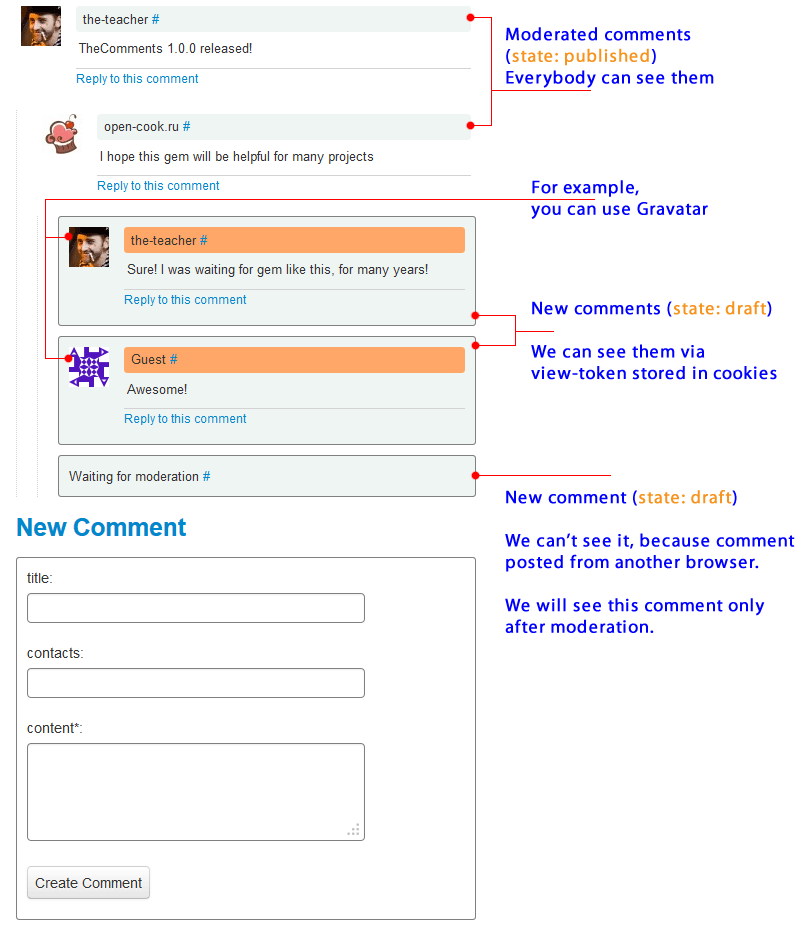 the-teacher #
TheComments 1.0.0 released!
Reply to this comment
Moderated comments
(state: published)
Everybody can see them
open-cook.ru #
I hope this gem will be helpful for many projects
Reply to this comment
For example,
you can use Gravatar
the-teacher #
Sure! I was waiting for gem like this, for many years!
Reply to this comment
New comments (state: draft)
We can see them via
view-token stored in cookies
Guest #
Awesome!
Reply to this comment
Waiting for moderation #
New comment (state: draft)
We can't see it, because comment
posted from another browser.
We will see this comment only
after moderation.
New Comment
title:
contacts:
content*:
Create Comment